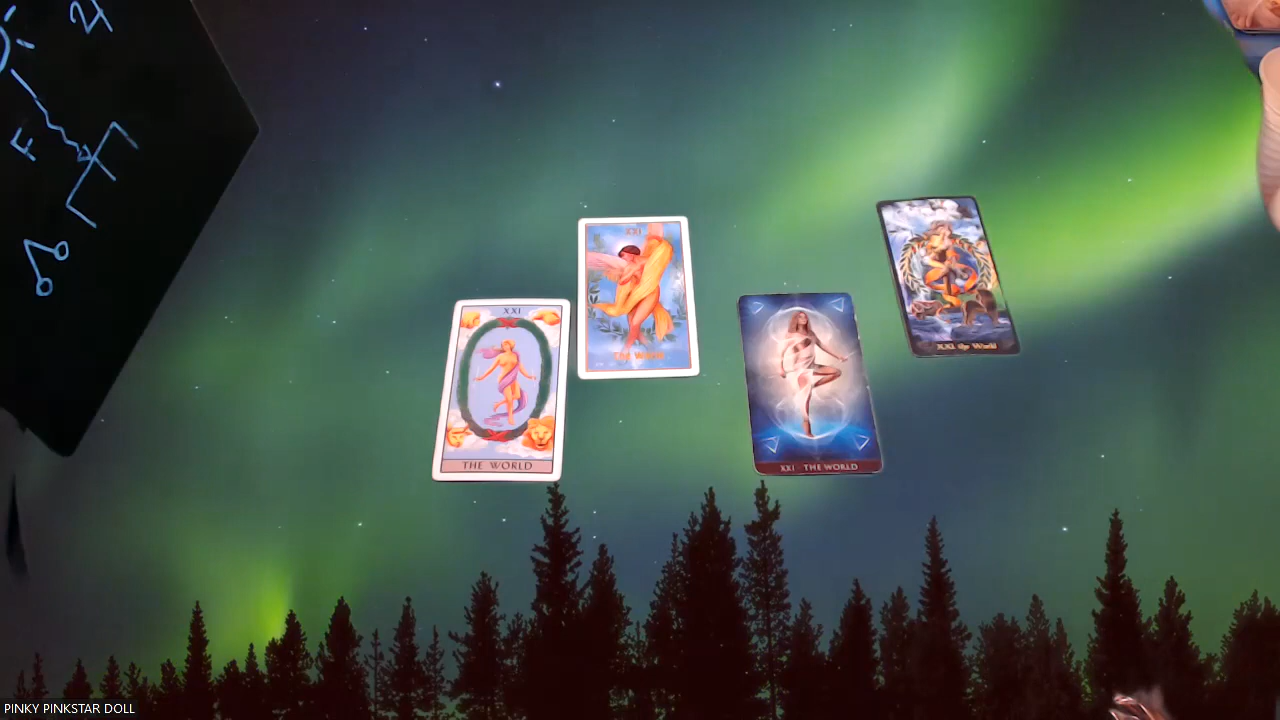 F
XXI
THE WORLD
XXI
The World
XXI THE WORLD
XXI the World
PINKY PINKSTAR DOLL